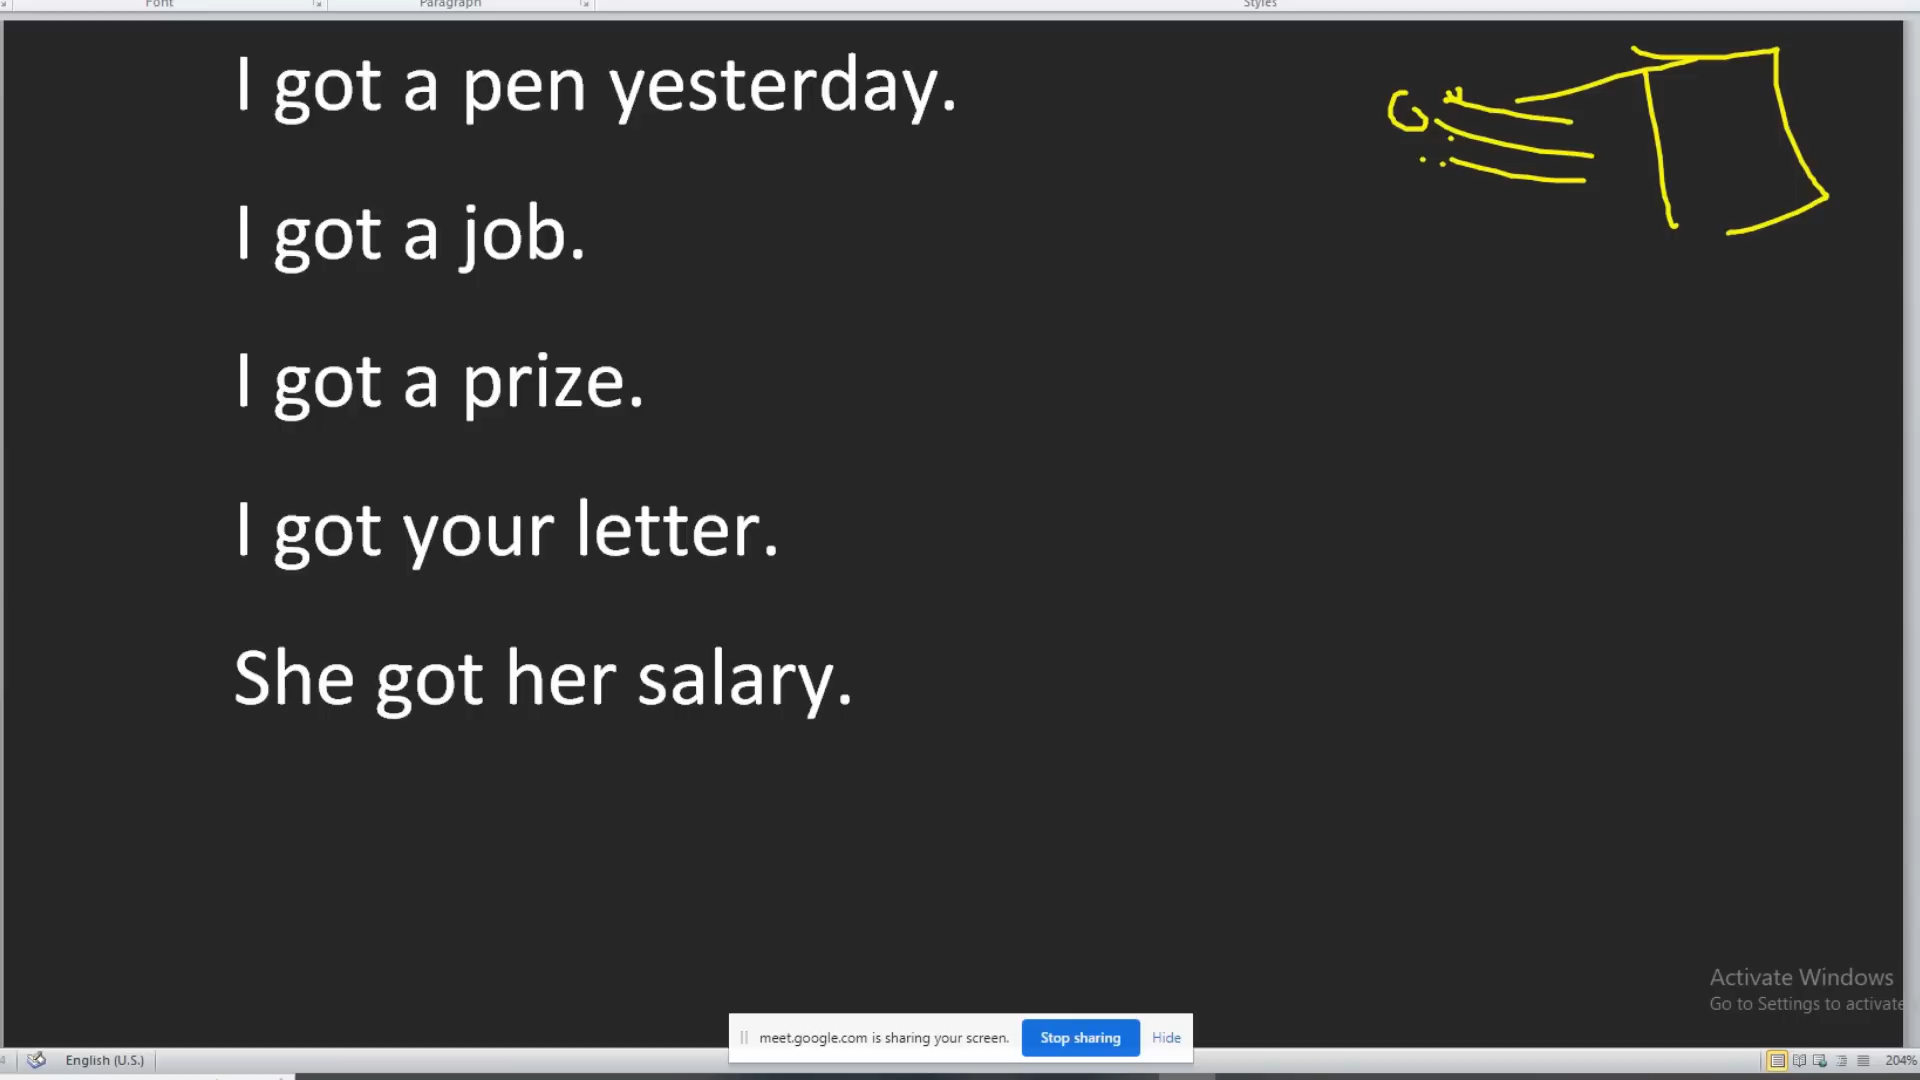 Font Paragraph Styles
I got a pen yesterday.
I got a job.
I got a prize.
I got your letter.
She got her salary.
Activate Windows
Go to Settings to activate
meet.google.com is sharing your screen. Stop sharing Hide
English (U.S.) 204%